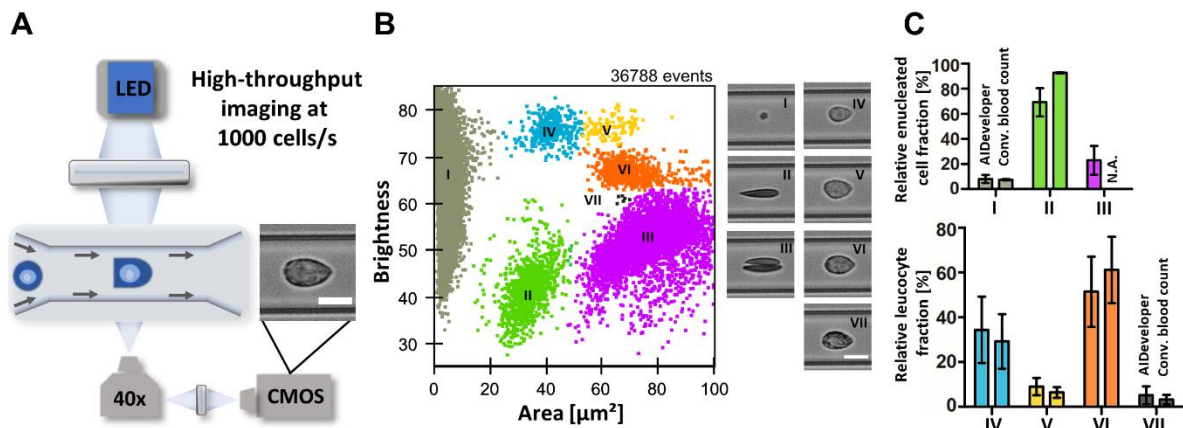 A
LED
High-throughput
imaging at
1000 cells/s
40x
CMOS
B
36788 events
Brightness
80
70
60
50
40
30
I
IV
V
VI
VII
III
II
0
20
40
60
80
100
Area [µm²]
I
II
III
IV
V
VI
VII
C
Relative enucleated
cell fraction [%]
100
80
60
40
20
0
AIDeveloper
Conv. blood count
N.A.
I
II
III
Relative leucocyte
fraction [%]
80
60
40
20
0
AIDeveloper
Conv. blood count
IV
V
VI
VII